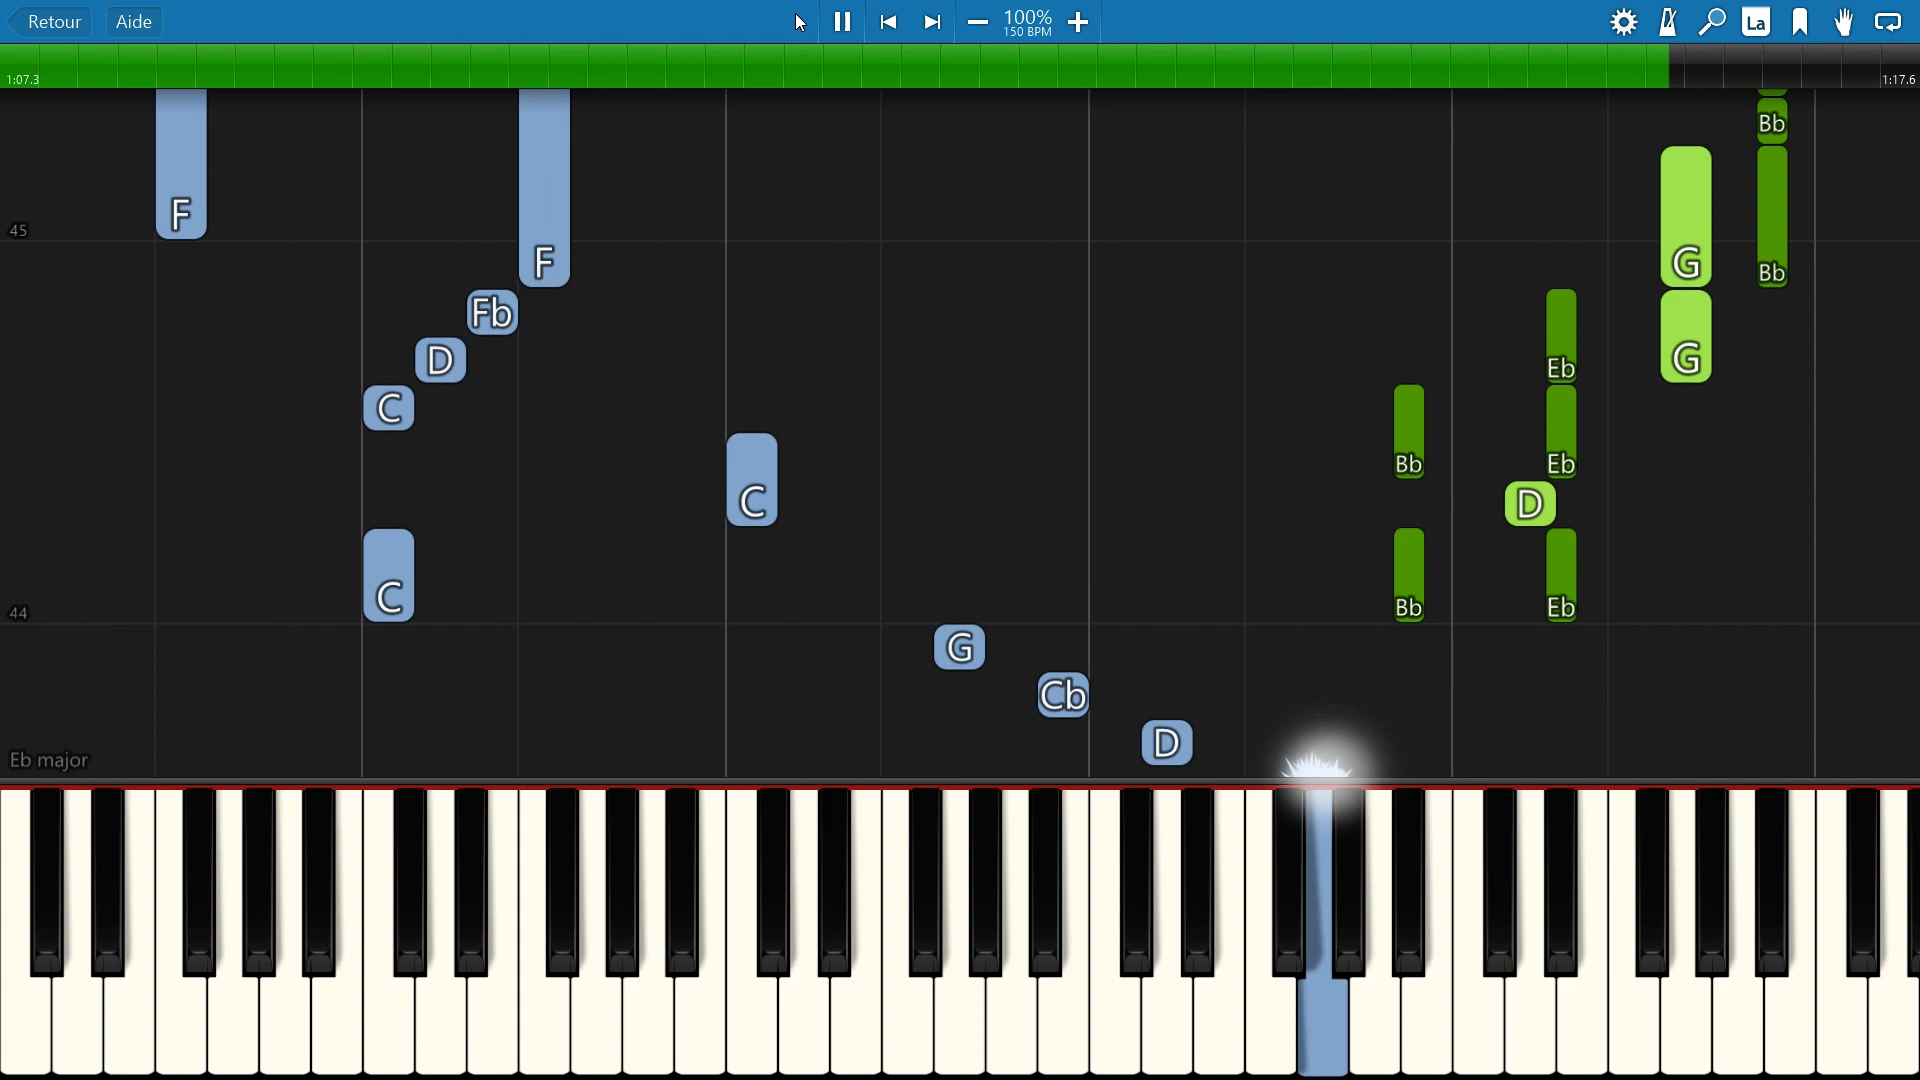 Retour Aide 100% La
150 BPM
1:07.3 1:17.6
Bb
F
45
F G Bb
Fb
D G Eb
C
Bb Eb
C D
C Bb Eb
44
G
Cb
D
Eb major